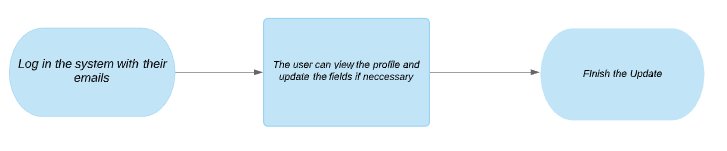 Log in the system with their
emails
The user can view the profile and
update the fields if neccessary
FInish the Update